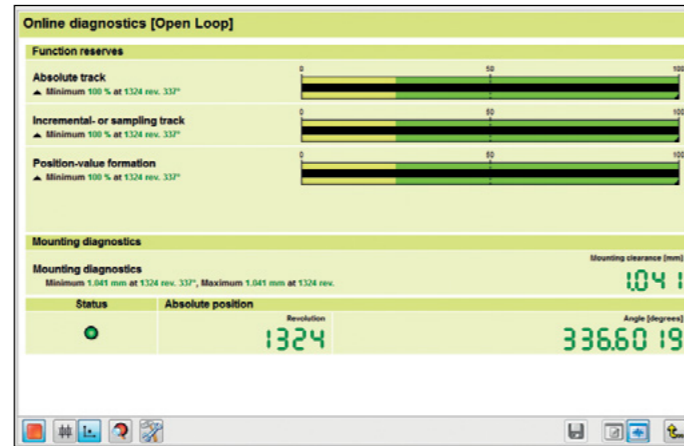 Online diagnostics [Open Loop]
Function reserves
Absolute track
0 50 100
Minimum 100 % at 1324 rev. 337°
Incremental- or sampling track
0 50 100
Minimum 100 % at 1324 rev. 337°
Position-value formation
0 50 100
Minimum 100 % at 1324 rev. 337°
Mounting diagnostics
Mounting clearance [mm]
Mounting diagnostics
Minimum 1.041 mm at 1324 rev. 337°, Maximum 1.041 mm at 1324 rev.
1.041
Status Absolute position
Revolution Angle [degrees]
1324 336.6019